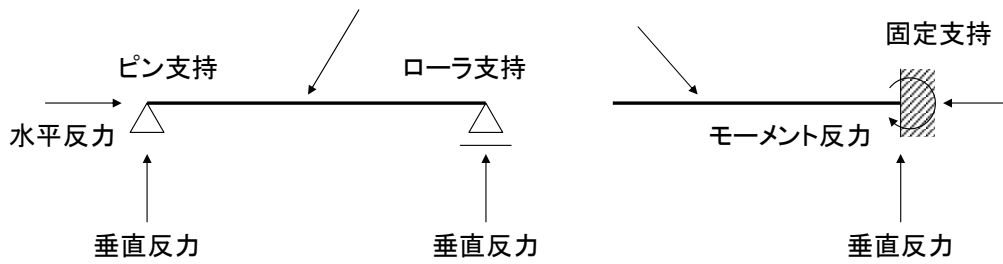 ピン支持
ローラ支持
固定支持
水平反力
モーメント反力
垂直反力
垂直反力
垂直反力